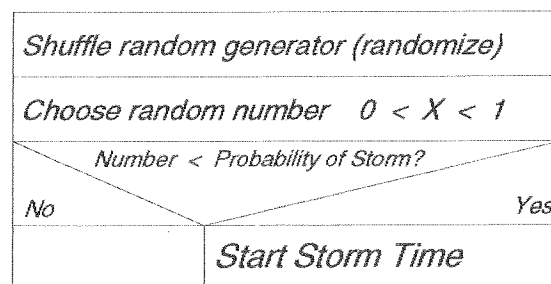 Shuffle random generator (randomize)
Choose random number 0 < X < 1
Number < Probability of Storm?
No Yes
Start Storm Time